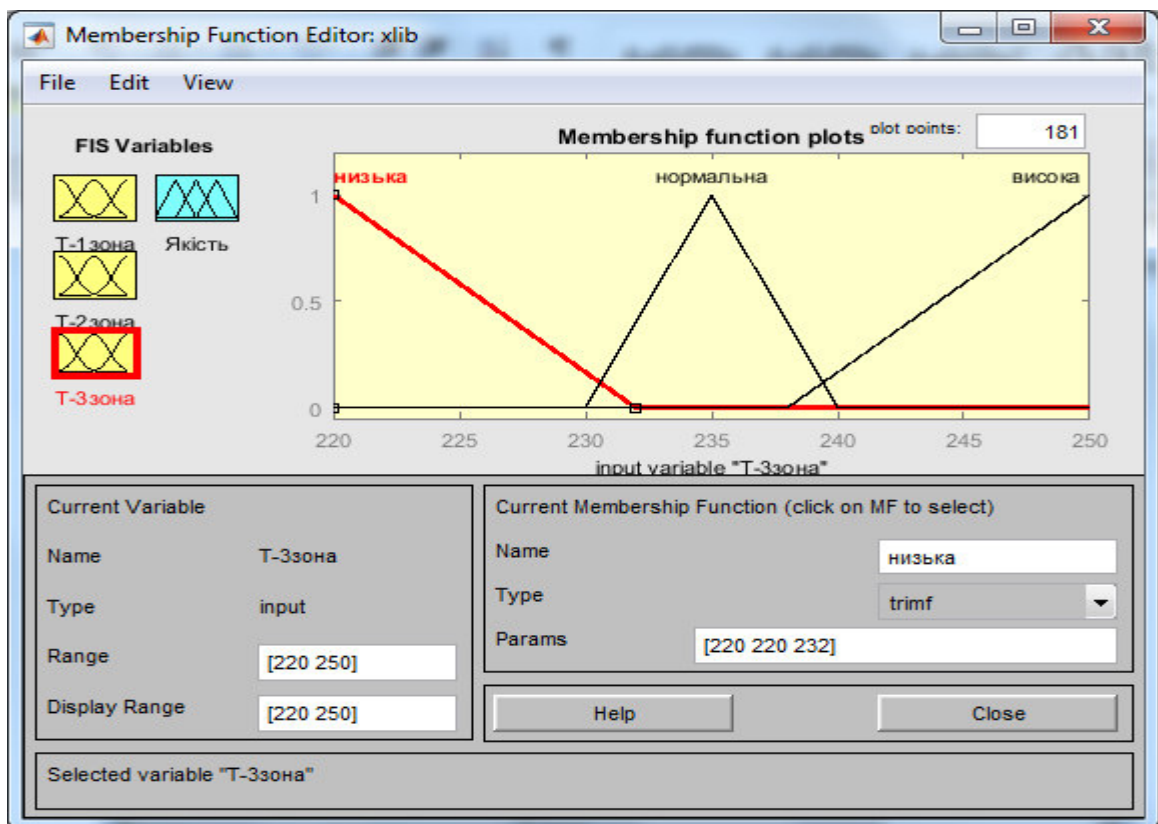 Membership Function Editor: xlib
File Edit View
FIS Variables
Membership function plots
plot points:
181
Т-1зона
Якість
Т-2зона
Т-3зона
низька
нормальна
висока
1
0.5
0
220 225 230 235 240 245 250
input variable "Т-3зона"
Current Variable
Name Т-3зона
Type input
Range [220 250]
Display Range [220 250]
Current Membership Function (click on MF to select)
Name низька
Type trimf
Params [220 220 232]
Help Close
Selected variable "Т-3зона"